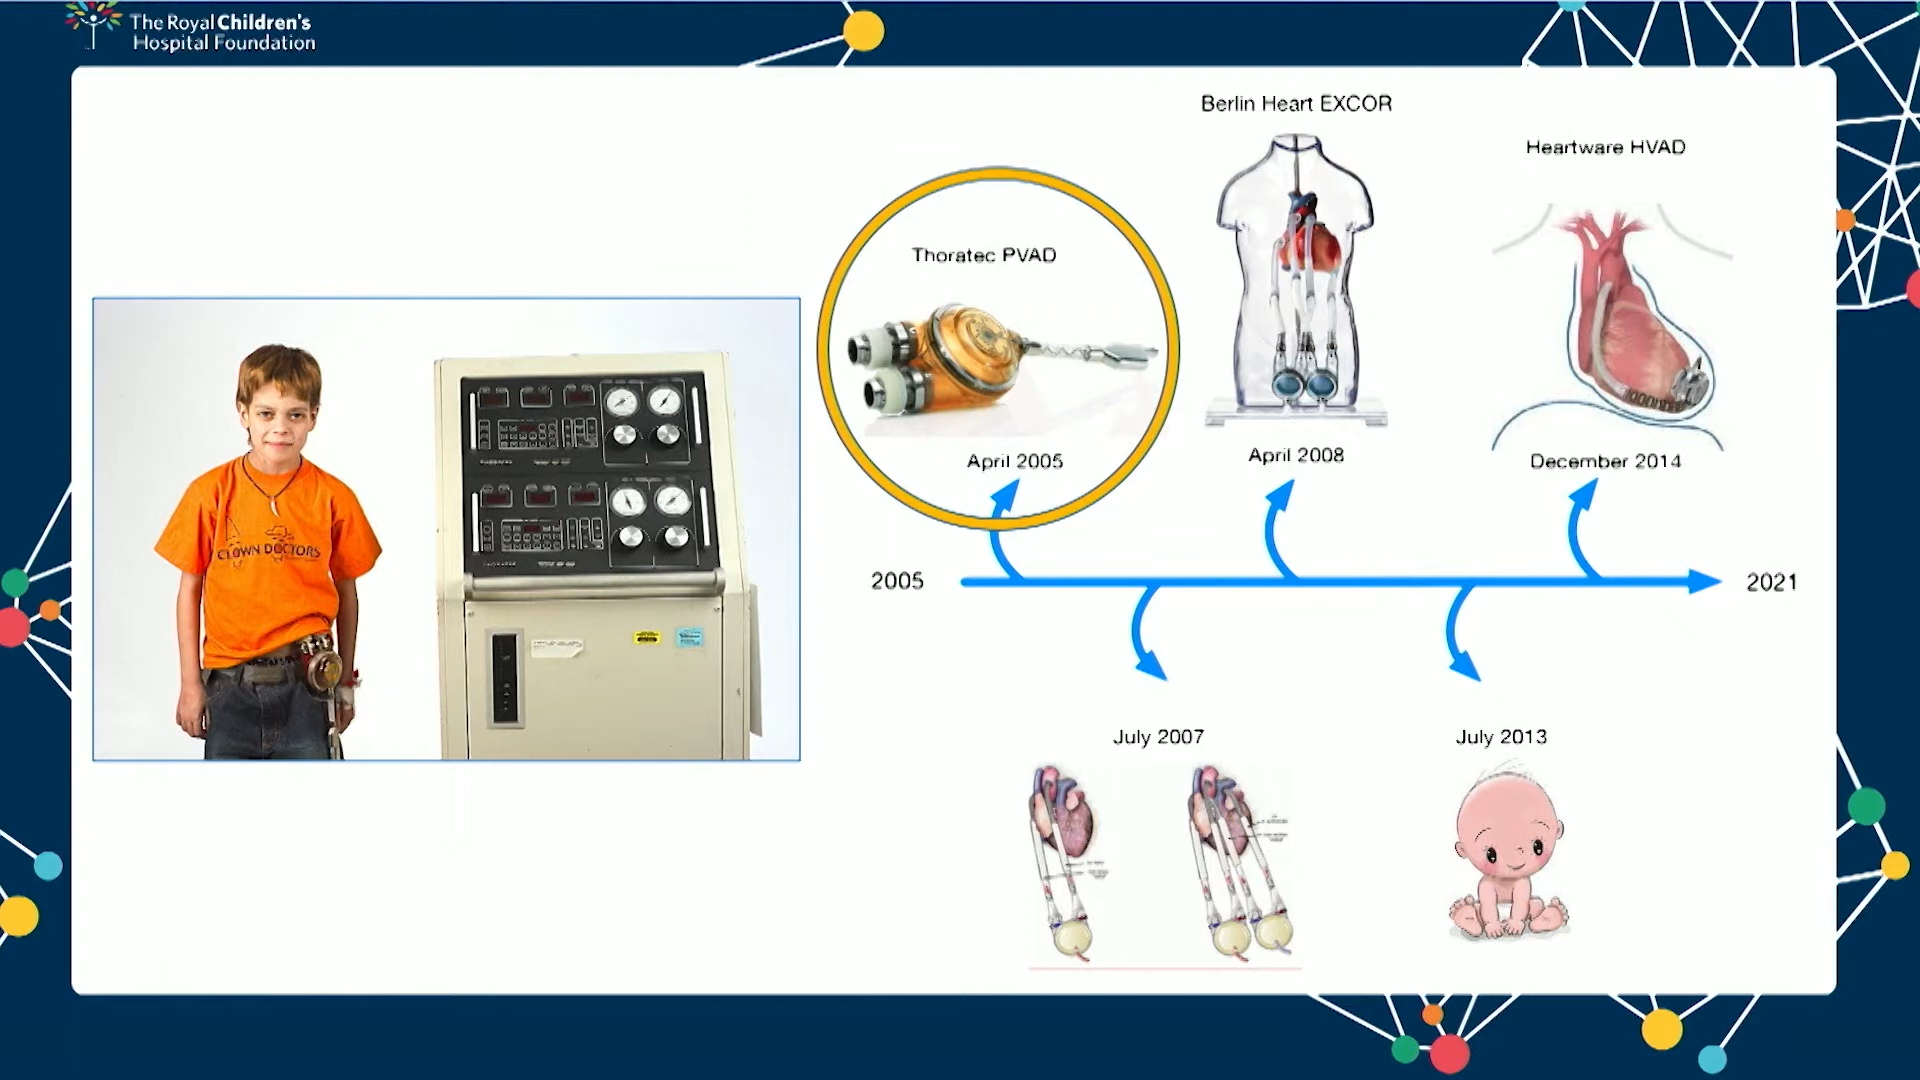 The Royal Children's
Hospital Foundation
CLOWN DOCTORS
Thoratec PVAD
April 2005
Berlin Heart EXCOR
April 2008
Heartware HVAD
December 2014
2005
2021
July 2007
July 2013